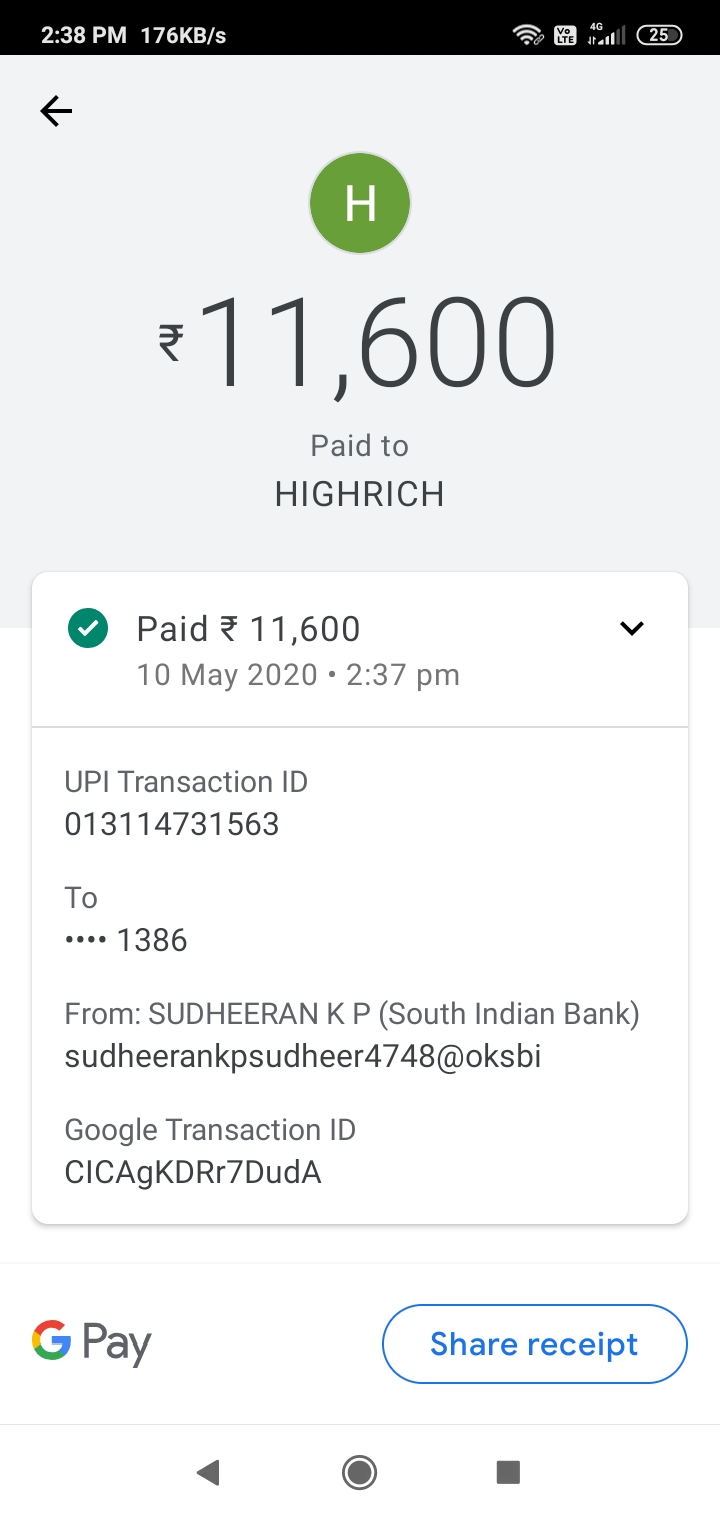 2:38 PM 176KB/s Vo LTE 4G 25
H
₹11,600
Paid to
HIGHRICH
Paid ₹ 11,600
10 May 2020 • 2:37 pm
UPI Transaction ID
013114731563
To
•••• 1386
From: SUDHEERAN K P (South Indian Bank)
sudheerankpsudheer4748@oksbi
Google Transaction ID
CICAgKDRr7DudA
G Pay
Share receipt